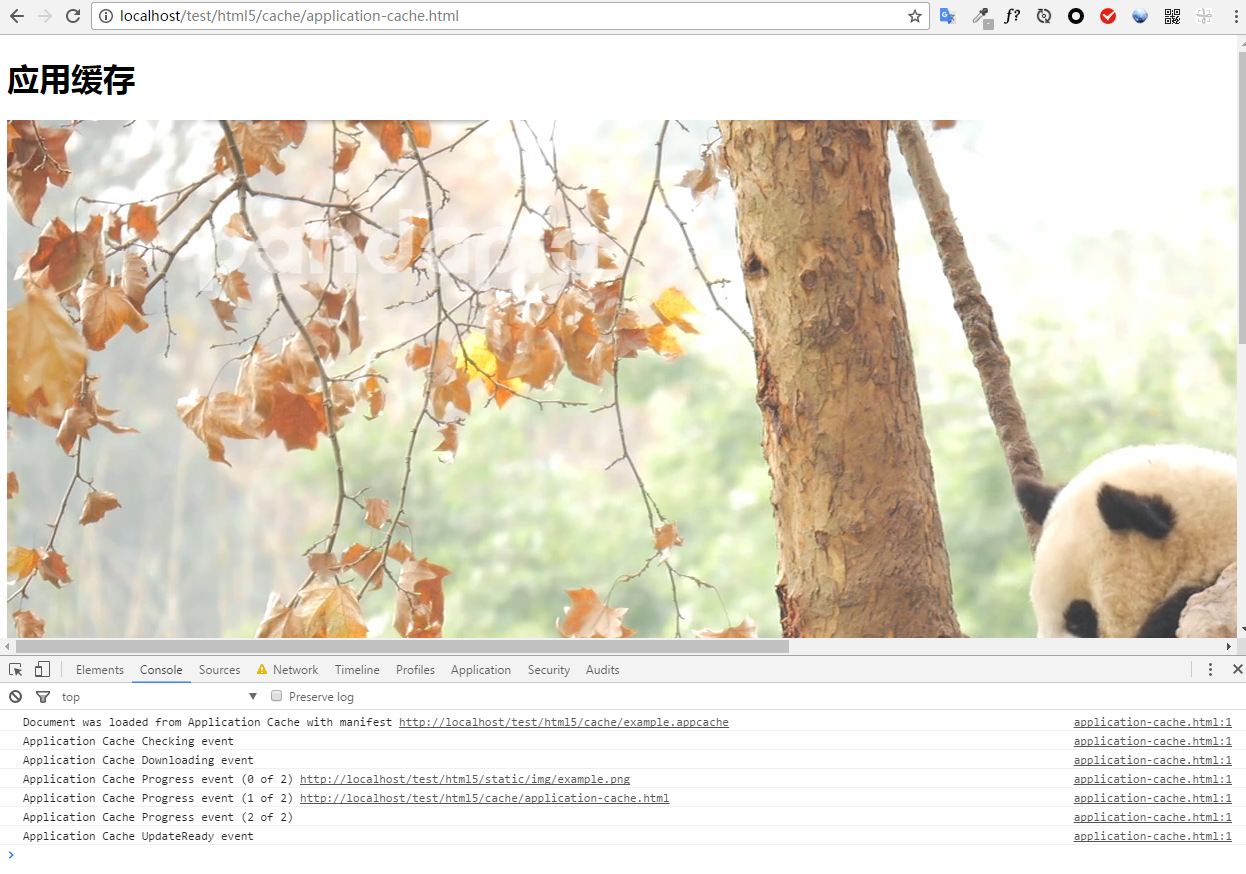 localhost/test/html5/cache/application-cache.html
f?
应用缓存
pandapia
Elements Console Sources Network Timeline Profiles Application Security Audits
top Preserve log
Document was loaded from Application Cache with manifest http://localhost/test/html5/cache/example.appcache application-cache.html:1
Application Cache Checking event application-cache.html:1
Application Cache Downloading event application-cache.html:1
Application Cache Progress event (0 of 2) http://localhost/test/html5/static/img/example.png application-cache.html:1
Application Cache Progress event (1 of 2) http://localhost/test/html5/cache/application-cache.html application-cache.html:1
Application Cache Progress event (2 of 2) application-cache.html:1
Application Cache UpdateReady event application-cache.html:1